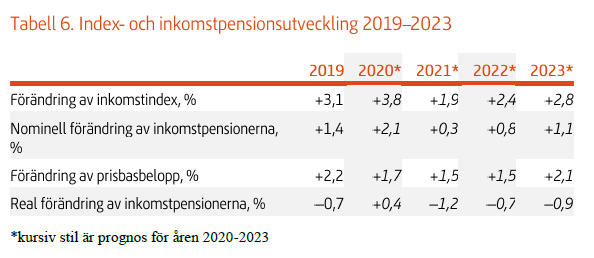 Tabell 6. Index- och inkomstpensionsutveckling 2019–2023
2019 2020* 2021* 2022* 2023*
Förändring av inkomstindex, % +3,1 +3,8 +1,9 +2,4 +2,8
Nominell förändring av inkomstpensionerna, +1,4 +2,1 +0,3 +0,8 +1,1
%
Förändring av prisbasbelopp, % +2,2 +1,7 +1,5 +1,5 +2,1
Real förändring av inkomstpensionerna, % –0,7 +0,4 –1,2 –0,7 –0,9
*kursiv stil är prognos för åren 2020-2023